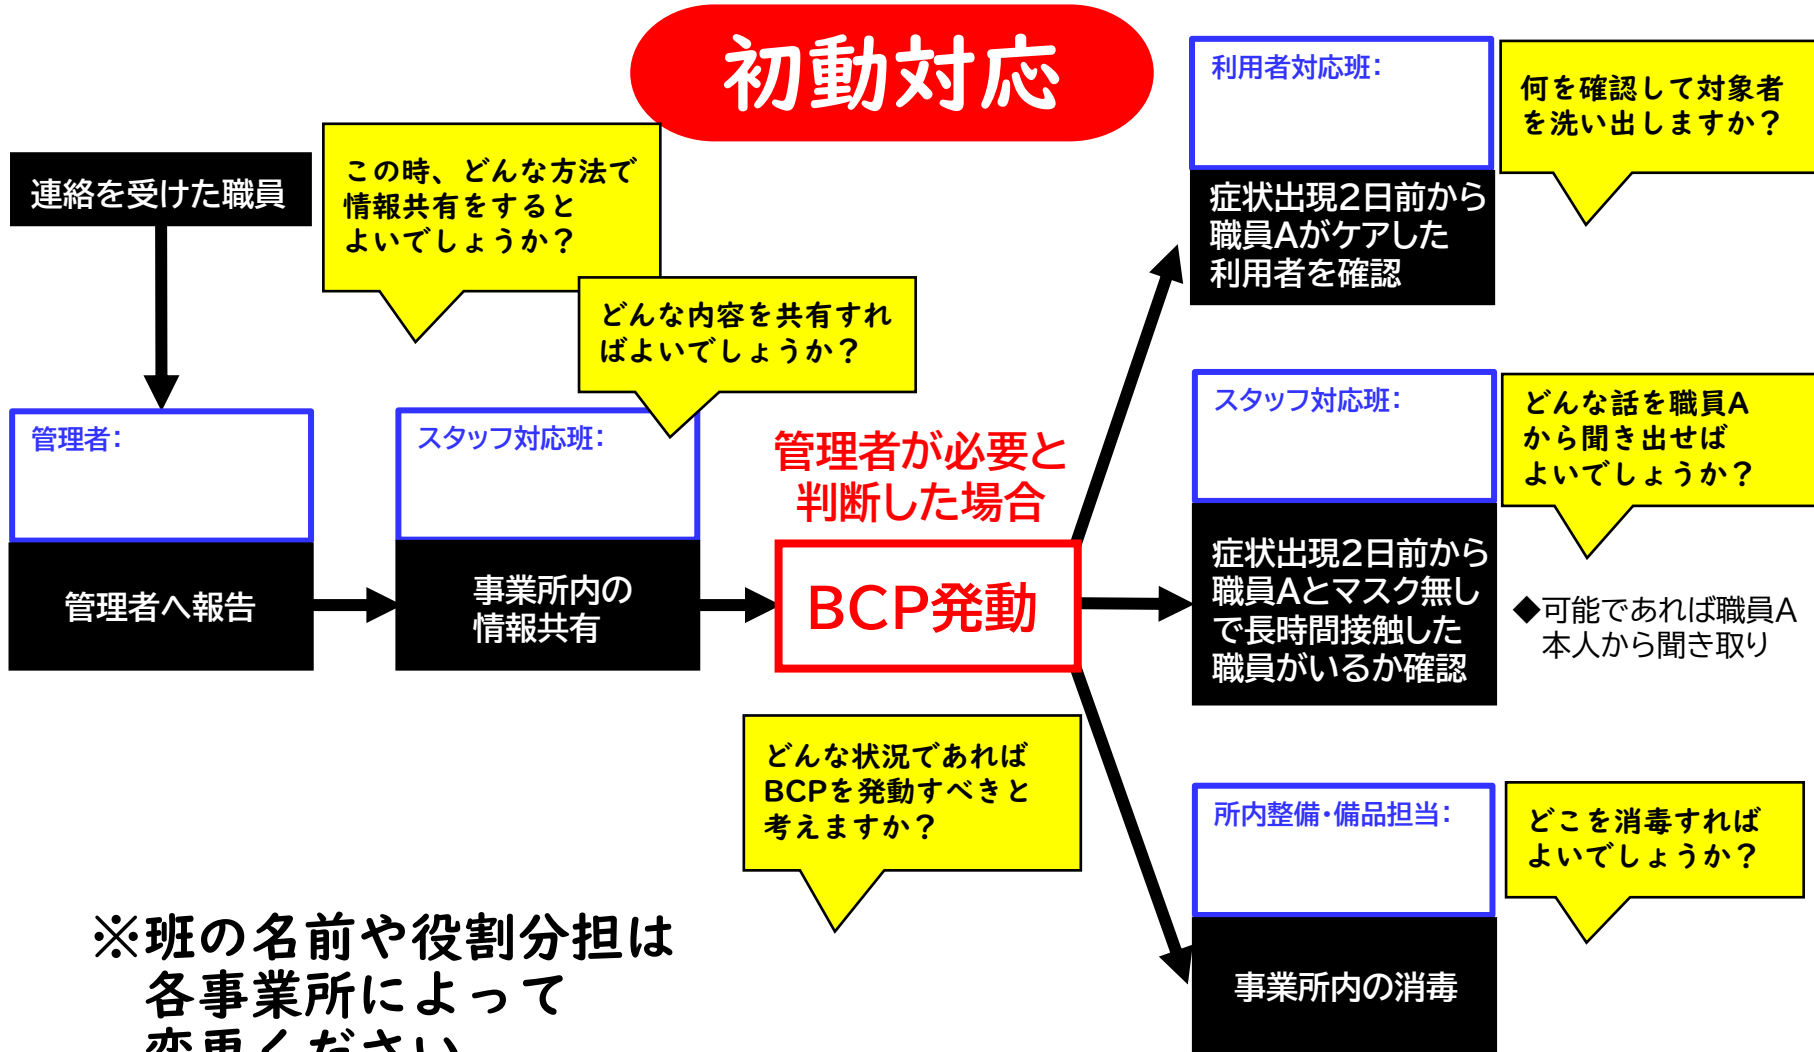 初動対応
連絡を受けた職員
この時、どんな方法で
情報共有をすると
よいでしょうか？
どんな内容を共有すれ
ばよいでしょうか？
管理者：
管理者へ報告
スタッフ対応班：
事業所内の
情報共有
管理者が必要と
判断した場合
BCP発動
どんな状況であれば
BCPを発動すべきと
考えますか？
利用者対応班：
症状出現2日前から
職員Aがケアした
利用者を確認
何を確認して対象者
を洗い出しますか？
スタッフ対応班：
症状出現2日前から
職員Aとマスク無し
で長時間接触した
職員がいるか確認
どんな話を職員A
から聞き出せば
よいでしょうか？
◆可能であれば職員A
本人から聞き取り
所内整備・備品担当：
事業所内の消毒
どこを消毒すれば
よいでしょうか？
※班の名前や役割分担は
各事業所によって
変更ください